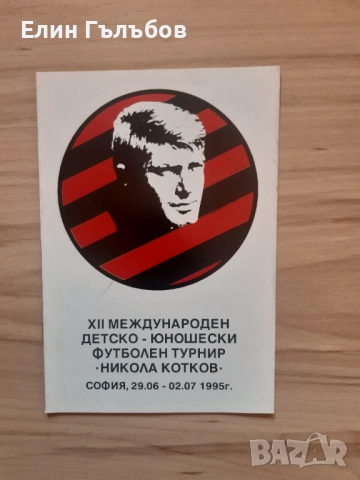 Елин Гълъбов
XII МЕЖДУНАРОДЕН
ДЕТСКО - ЮНОШЕСКИ
ФУТБОЛЕН ТУРНИР
·НИКОЛА КОТКОВ·
СОФИЯ, 29.06 - 02.07 1995г.
BAZAR